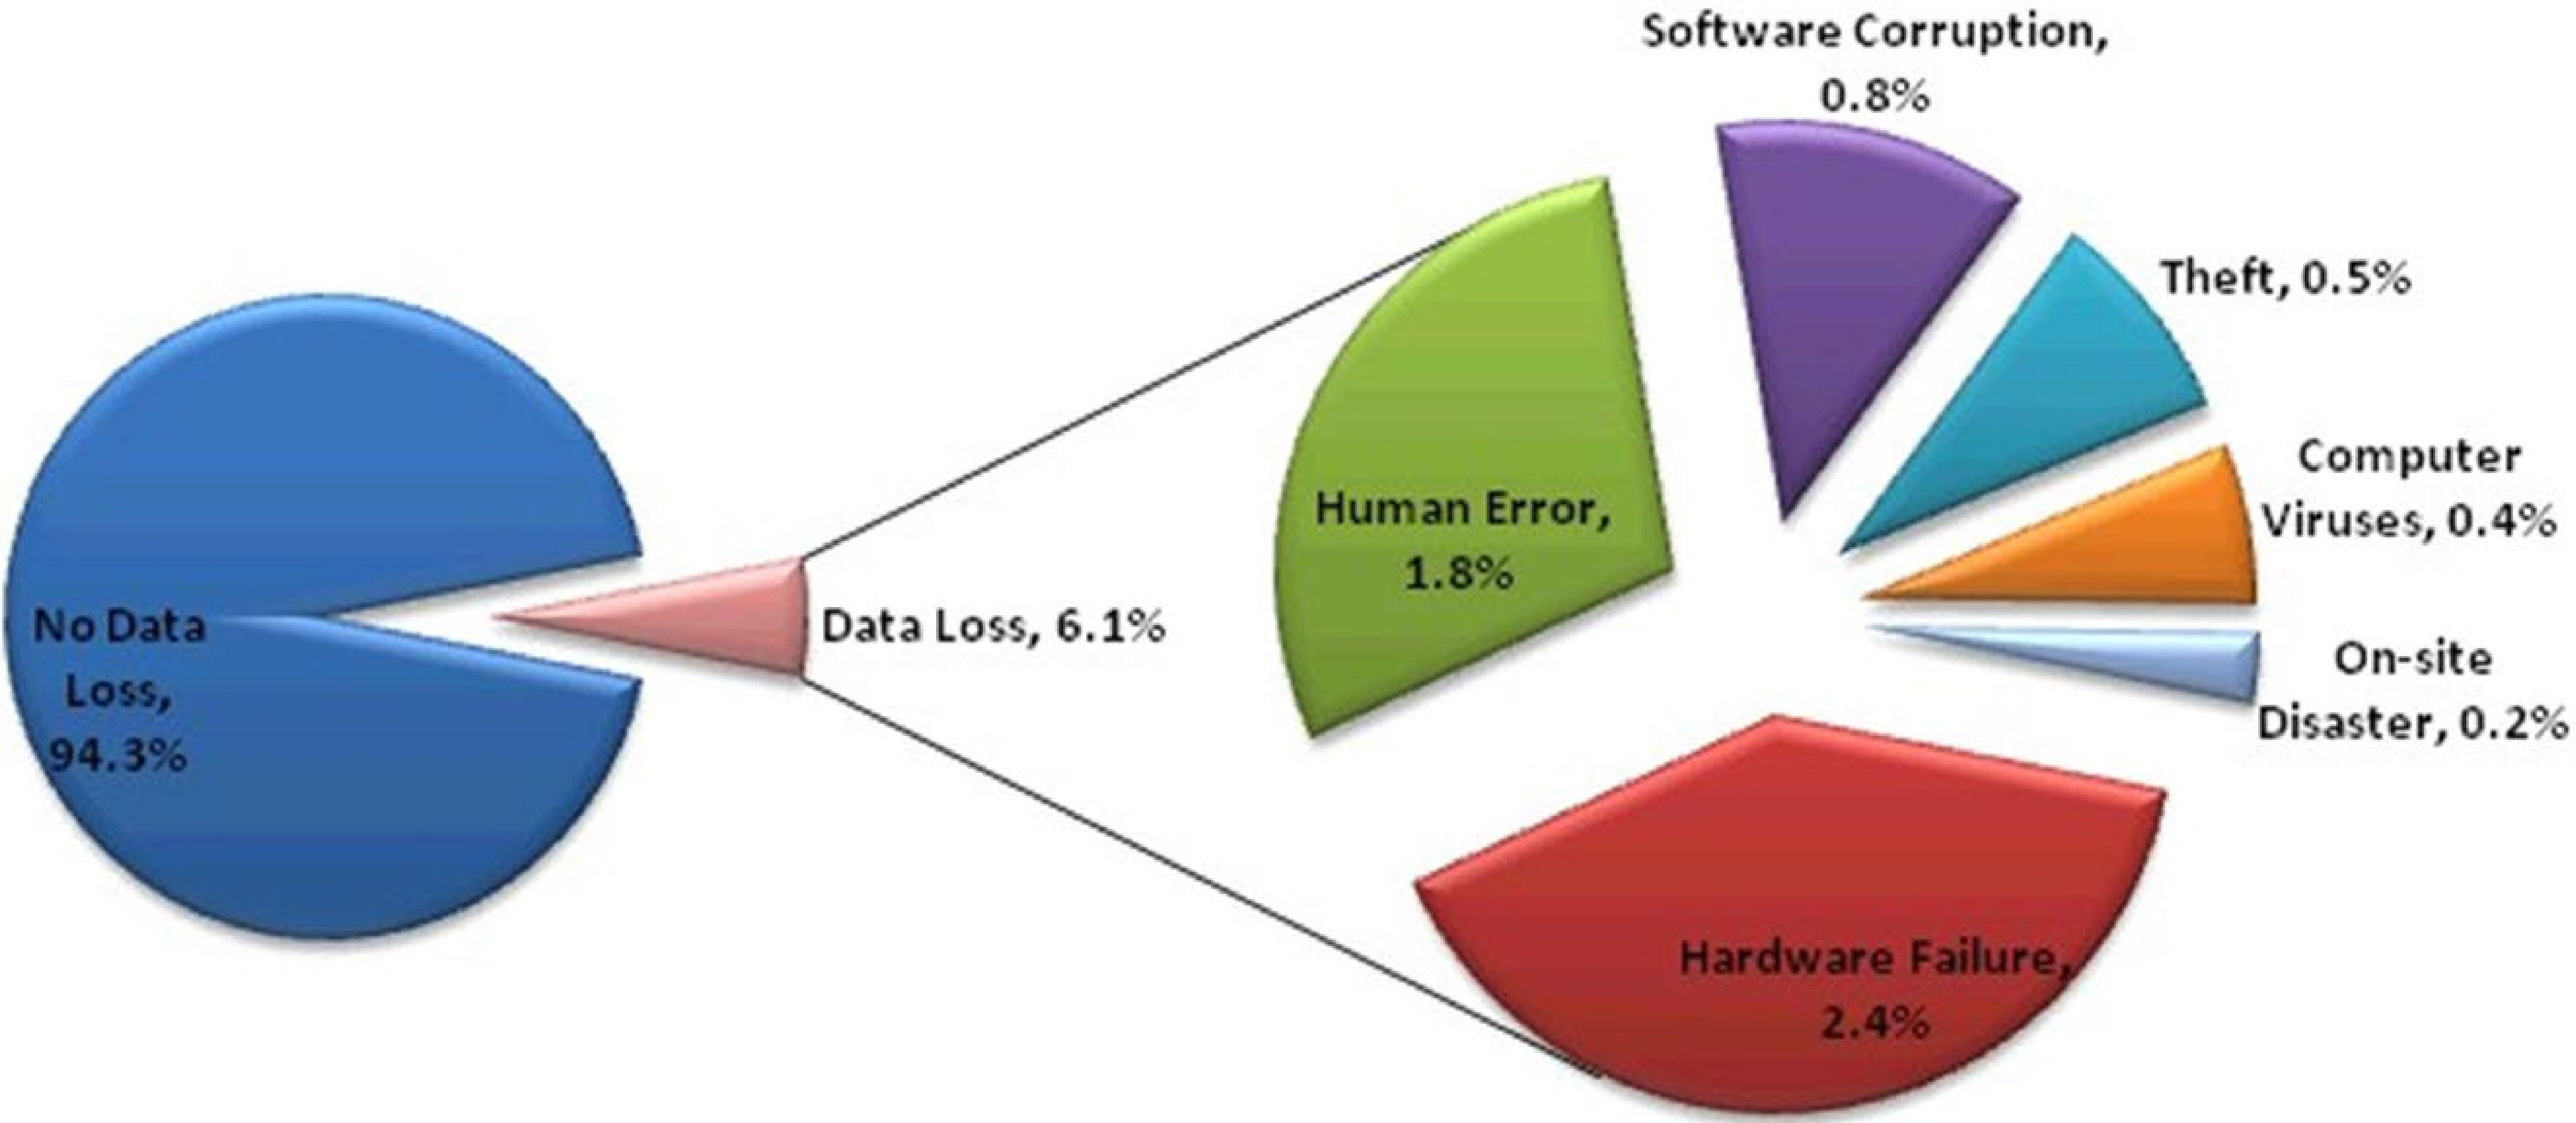 Software Corruption,
0.8%
Theft, 0.5%
Human Error,
1.8%
Computer
Viruses, 0.4%
No Data
Loss,
94.3%
Data Loss, 6.1%
On-site
Disaster, 0.2%
Hardware Failure,
2.4%